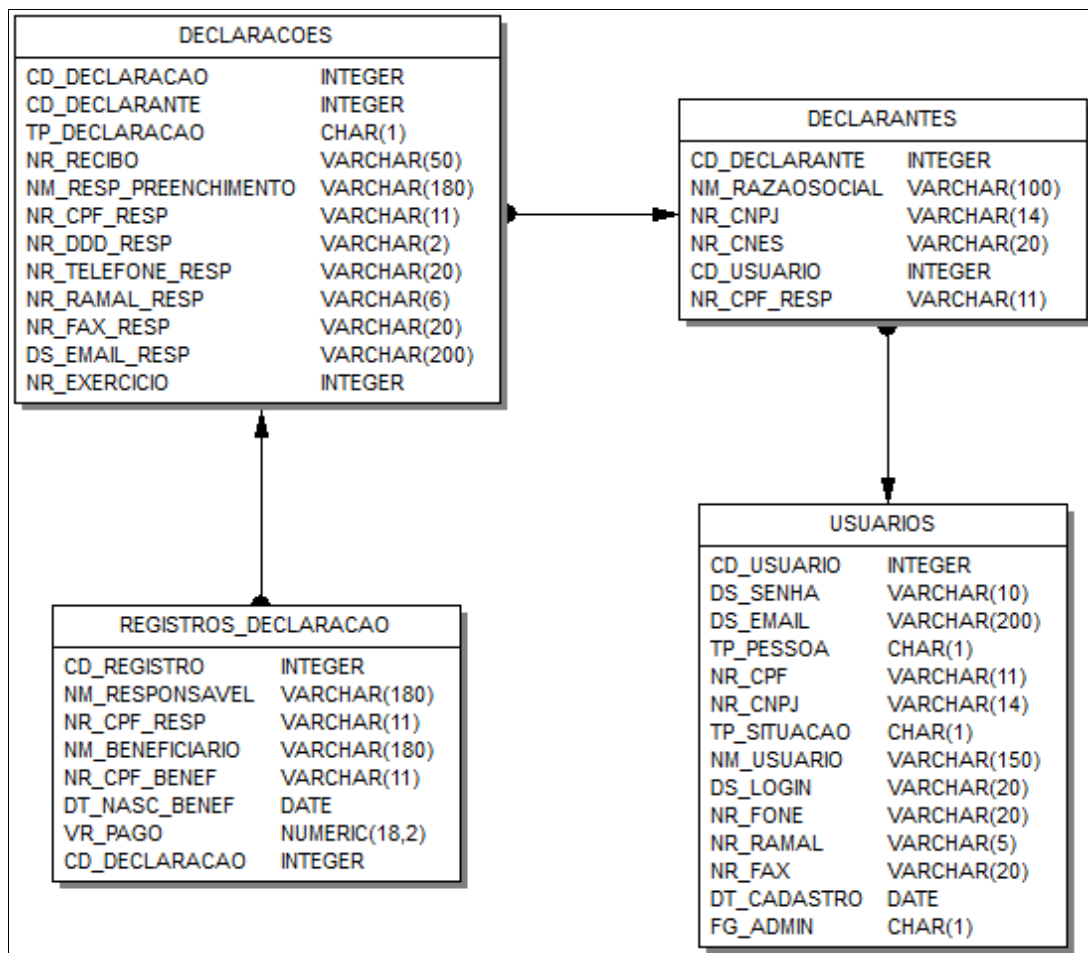 DECLARACOES
CD_DECLARACAO INTEGER
CD_DECLARANTE INTEGER
TP_DECLARACAO CHAR(1)
NR_RECIBO VARCHAR(50)
NM_RESP_PREENCHIMENTO VARCHAR(180)
NR_CPF_RESP VARCHAR(11)
NR_DDD_RESP VARCHAR(2)
NR_TELEFONE_RESP VARCHAR(20)
NR_RAMAL_RESP VARCHAR(6)
NR_FAX_RESP VARCHAR(20)
DS_EMAIL_RESP VARCHAR(200)
NR_EXERCICIO INTEGER
DECLARANTES
CD_DECLARANTE INTEGER
NM_RAZAOSOCIAL VARCHAR(100)
NR_CNPJ VARCHAR(14)
NR_CNES VARCHAR(20)
CD_USUARIO INTEGER
NR_CPF_RESP VARCHAR(11)
REGISTROS_DECLARACAO
CD_REGISTRO INTEGER
NM_RESPONSAVEL VARCHAR(180)
NR_CPF_RESP VARCHAR(11)
NM_BENEFICIARIO VARCHAR(180)
NR_CPF_BENEF VARCHAR(11)
DT_NASC_BENEF DATE
VR_PAGO NUMERIC(18,2)
CD_DECLARACAO INTEGER
USUARIOS
CD_USUARIO INTEGER
DS_SENHA VARCHAR(10)
DS_EMAIL VARCHAR(200)
TP_PESSOA CHAR(1)
NR_CPF VARCHAR(11)
NR_CNPJ VARCHAR(14)
TP_SITUACAO CHAR(1)
NM_USUARIO VARCHAR(150)
DS_LOGIN VARCHAR(20)
NR_FONE VARCHAR(20)
NR_RAMAL VARCHAR(5)
NR_FAX VARCHAR(20)
DT_CADASTRO DATE
FG_ADMIN CHAR(1)